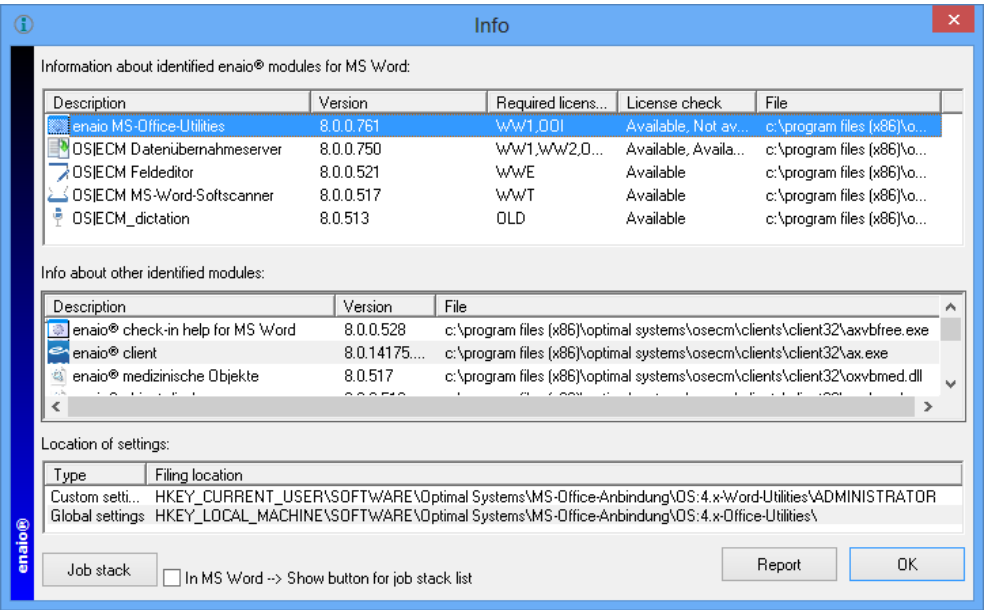 Info
Information about identified enaio® modules for MS Word:
Description Version Required licens... License check File
enaio MS-Office-Utilities 8.0.0.761 WW1,OOI Available, Not av... c:\program files (x86)\o...
OS|ECM Datenübernahmeserver 8.0.0.750 WW1,WW2,O... Available, Availa... c:\program files (x86)\o...
OS|ECM Feldeditor 8.0.0.521 WWE Available c:\program files (x86)\o...
OS|ECM MS-Word-Softscanner 8.0.0.517 WWT Available c:\program files (x86)\o...
OS|ECM_dictation 8.0.513 OLD Available c:\program files (x86)\o...
Info about other identified modules:
Description Version File
enaio® check-in help for MS Word 8.0.0.528 c:\program files (x86)\optimal systems\osecm\clients\client32\axvbfree.exe
enaio® client 8.0.14175.... c:\program files (x86)\optimal systems\osecm\clients\client32\ax.exe
enaio® medizinische Objekte 8.0.517 c:\program files (x86)\optimal systems\osecm\clients\client32\oxvbmed.dll
Location of settings:
Type Filing location
Custom setti... HKEY_CURRENT_USER\SOFTWARE\Optimal Systems\MS-Office-Anbindung\OS:4.x-Word-Utilities\ADMINISTRATOR
Global settings HKEY_LOCAL_MACHINE\SOFTWARE\Optimal Systems\MS-Office-Anbindung\OS:4.x-Office-Utilities\
enaio®
Job stack In MS Word --> Show button for job stack list Report OK